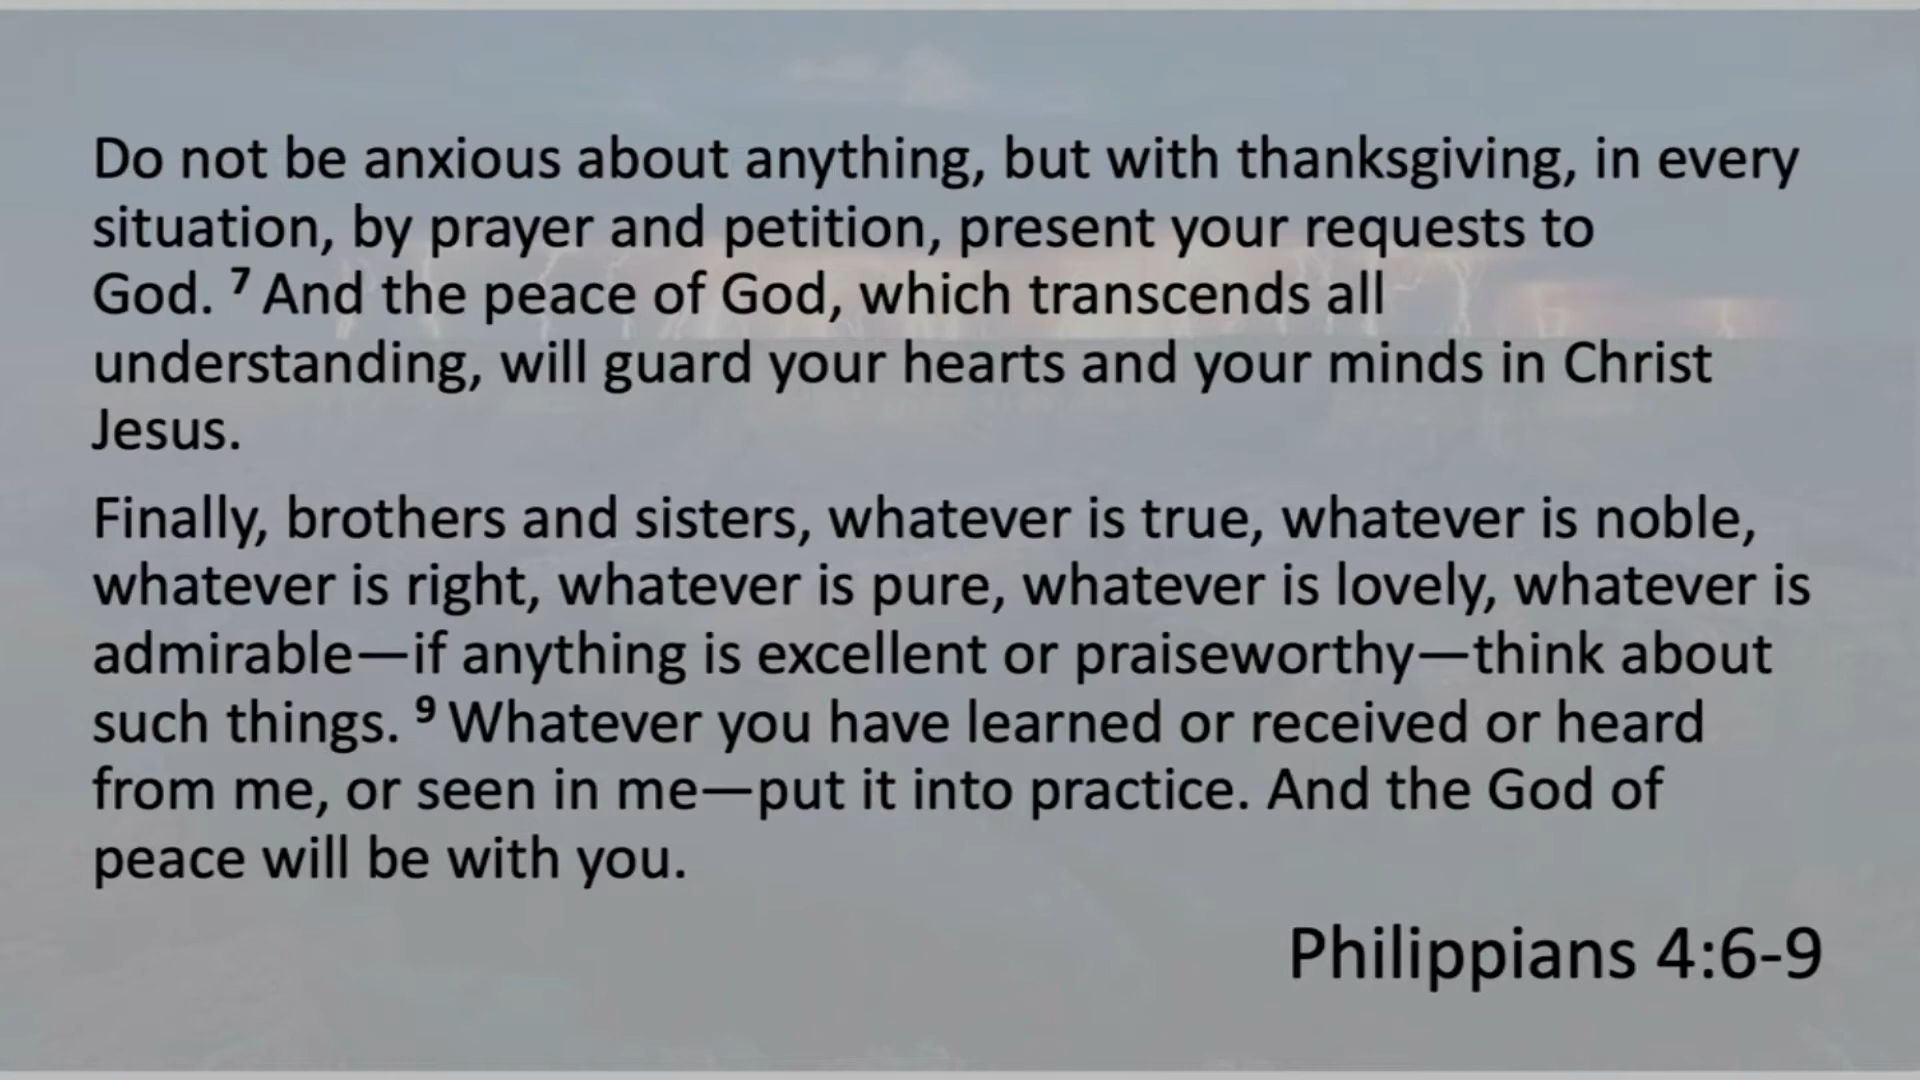 Do not be anxious about anything, but with thanksgiving, in every
situation, by prayer and petition, present your requests to
God. ⁷ And the peace of God, which transcends all
understanding, will guard your hearts and your minds in Christ
Jesus.
Finally, brothers and sisters, whatever is true, whatever is noble,
whatever is right, whatever is pure, whatever is lovely, whatever is
admirable—if anything is excellent or praiseworthy—think about
such things. ⁹ Whatever you have learned or received or heard
from me, or seen in me—put it into practice. And the God of
peace will be with you.
Philippians 4:6-9